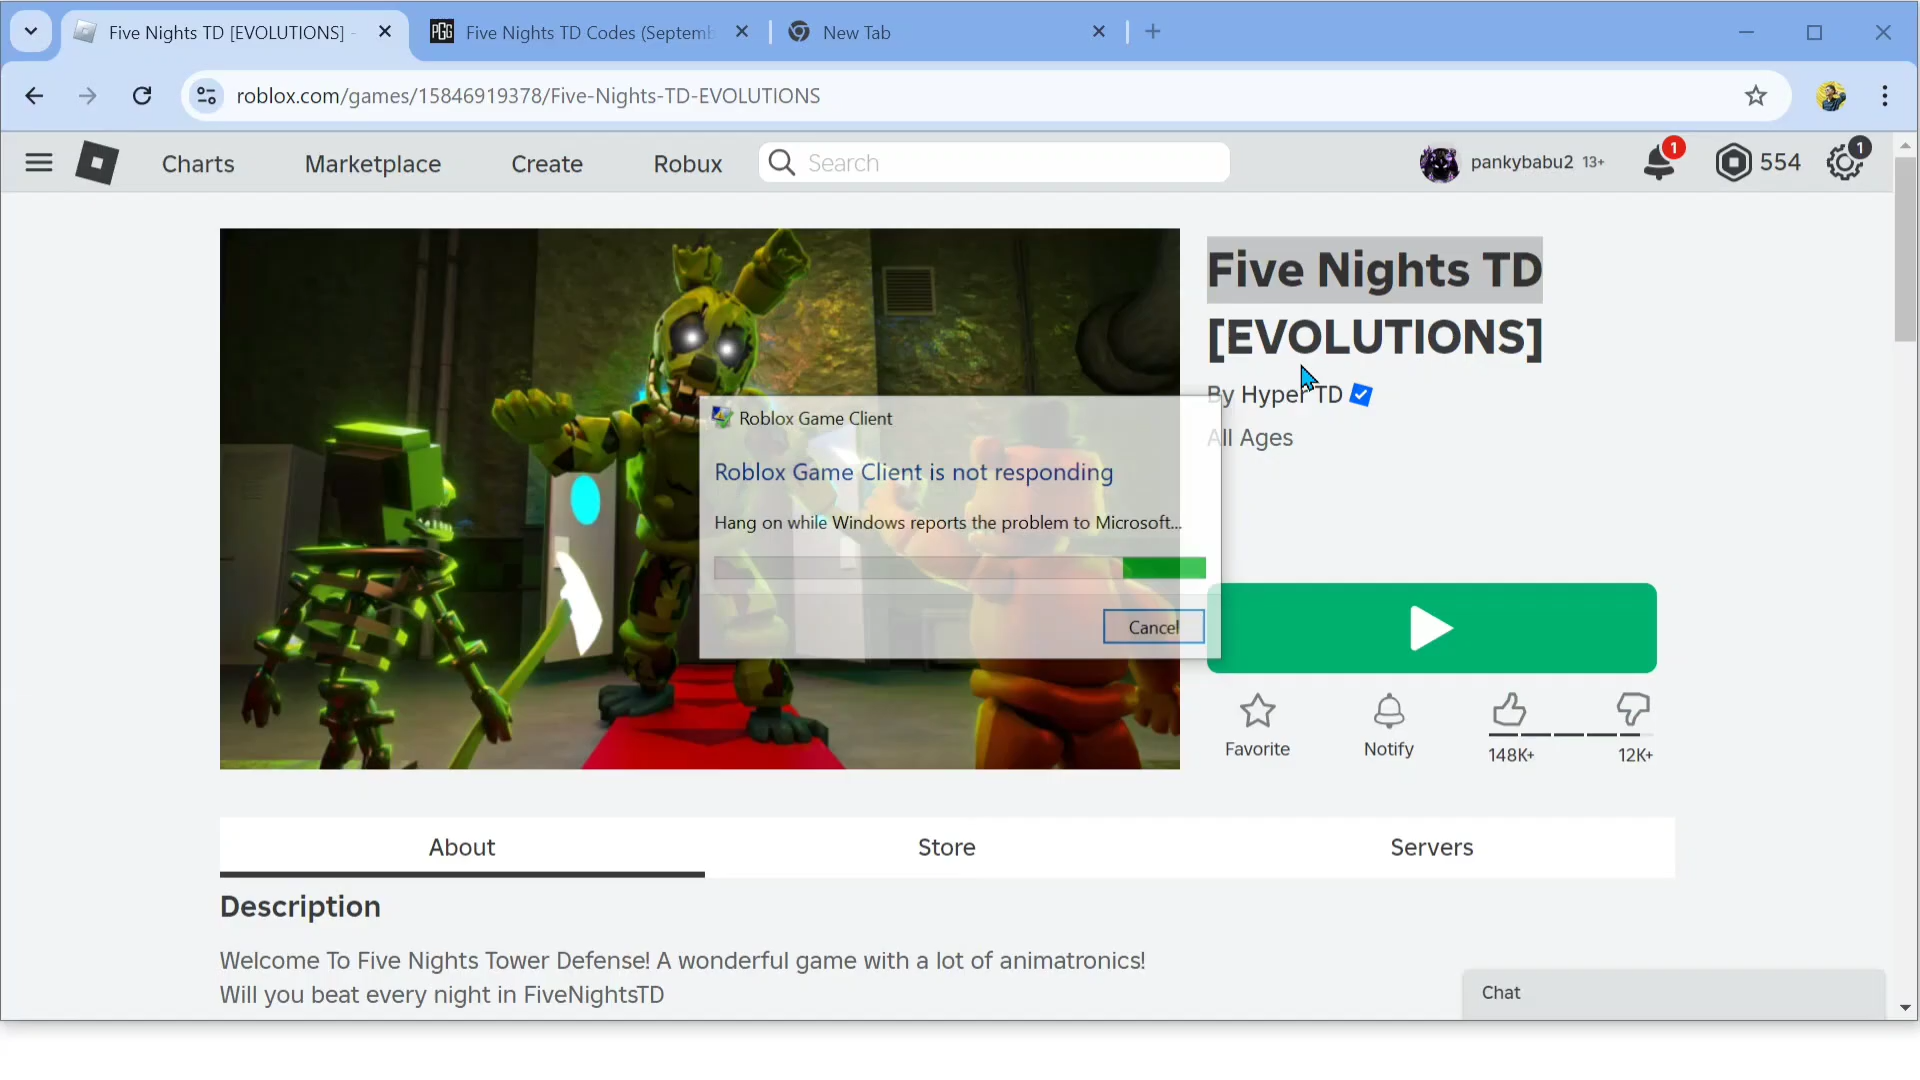 Five Nights TD [EVOLUTIONS] -
PGG
Five Nights TD Codes (Septemb
New Tab
roblox.com/games/15846919378/Five-Nights-TD-EVOLUTIONS
Charts
Marketplace
Create
Robux
Search
pankybabu2 13+
1
554
1
Five Nights TD
[EVOLUTIONS]
By Hyper TD
All Ages
Roblox Game Client
Roblox Game Client is not responding
Hang on while Windows reports the problem to Microsoft...
Cancel
Favorite
Notify
148K+
12K+
About
Store
Servers
Description
Welcome To Five Nights Tower Defense! A wonderful game with a lot of animatronics!
Will you beat every night in FiveNightsTD
Chat